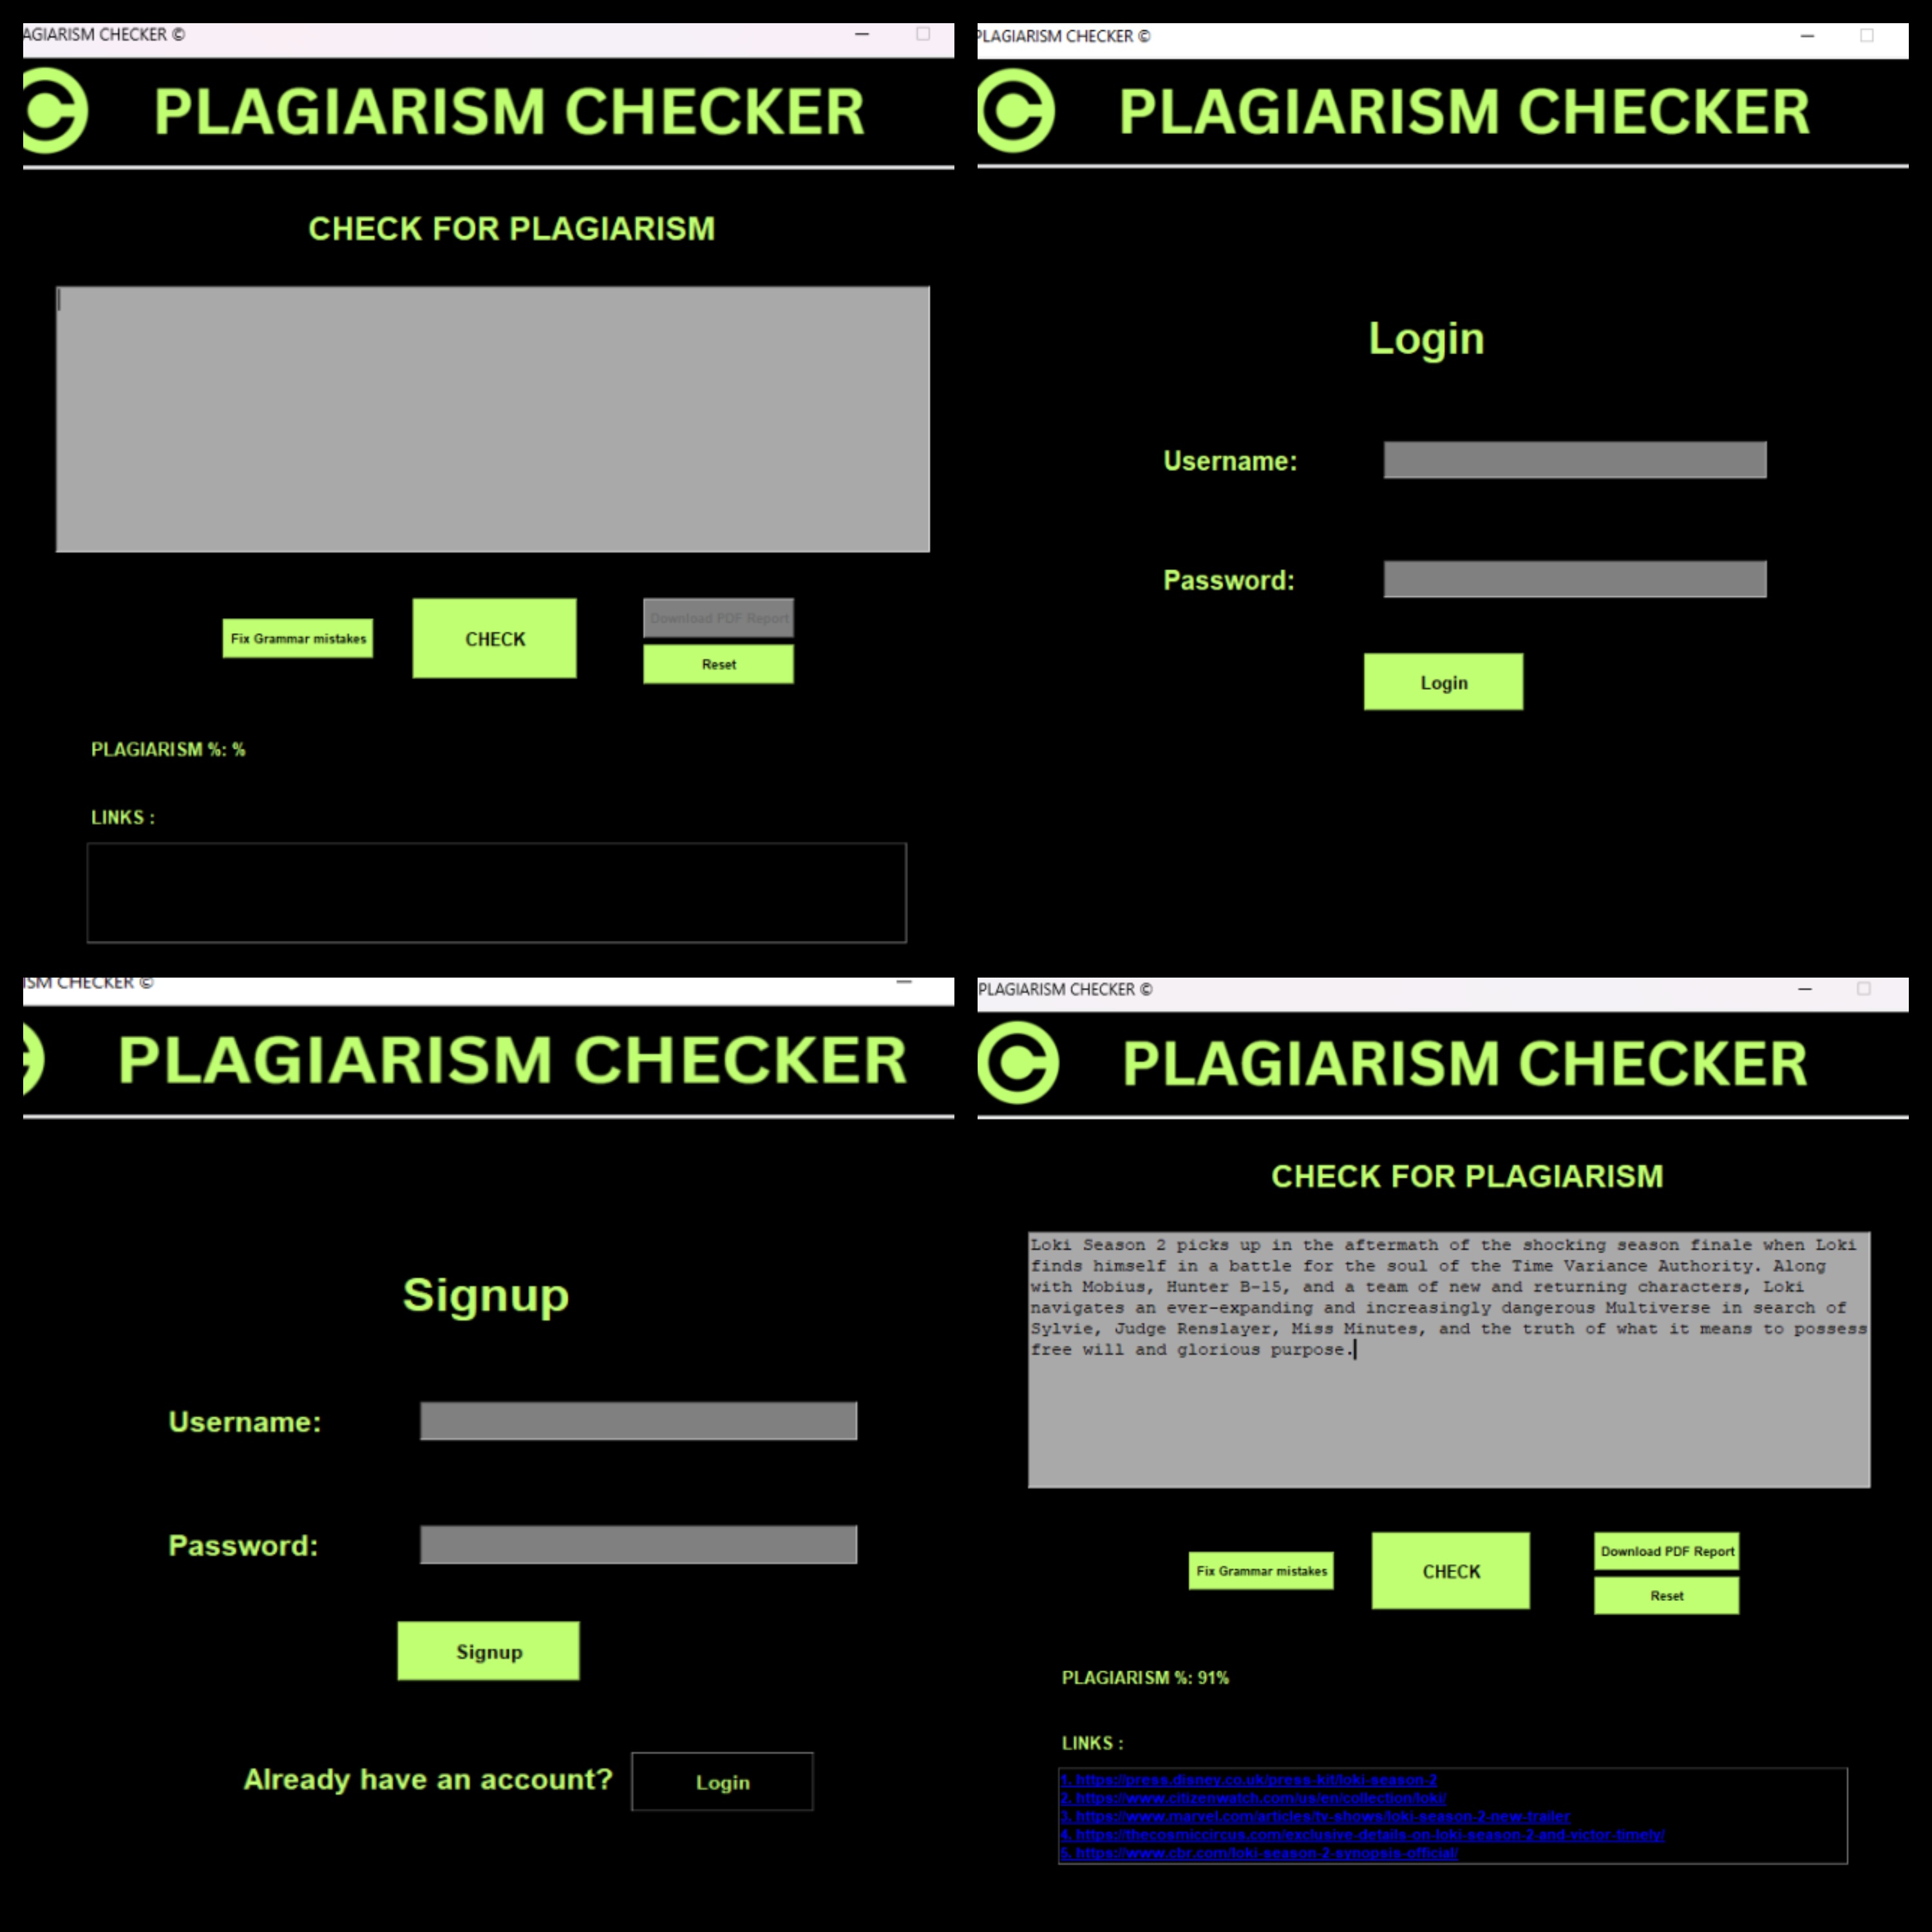 AGIARISM CHECKER ©
PLAGIARISM CHECKER
CHECK FOR PLAGIARISM
Fix Grammar mistakes
CHECK
Download PDF Report
Reset
PLAGIARISM %: %
LINKS :
PLAGIARISM CHECKER ©
PLAGIARISM CHECKER
Login
Username:
Password:
Login
ISM CHECKER ©
PLAGIARISM CHECKER
Signup
Username:
Password:
Signup
Already have an account?
Login
PLAGIARISM CHECKER ©
PLAGIARISM CHECKER
CHECK FOR PLAGIARISM
Loki Season 2 picks up in the aftermath of the shocking season finale when Loki
finds himself in a battle for the soul of the Time Variance Authority. Along
with Mobius, Hunter B-15, and a team of new and returning characters, Loki
navigates an ever-expanding and increasingly dangerous Multiverse in search of
Sylvie, Judge Renslayer, Miss Minutes, and the truth of what it means to possess
free will and glorious purpose.
Fix Grammar mistakes
CHECK
Download PDF Report
Reset
PLAGIARISM %: 91%
LINKS :
1. https://press.disney.co.uk/press-kit/loki-season-2
2. https://www.citizenwatch.com/us/en/collection/loki/
3. https://www.marvel.com/articles/tv-shows/loki-season-2-new-trailer
4. https://thecosmiccircus.com/exclusive-details-on-loki-season-2-and-victor-timely/
5. https://www.cbr.com/loki-season-2-synopsis-official/